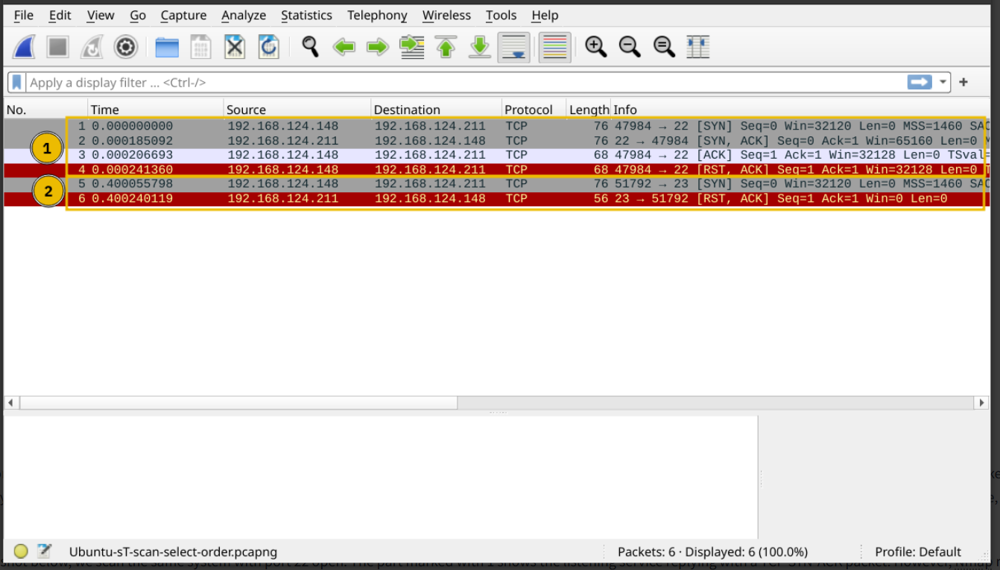 File Edit View Go Capture Analyze Statistics Telephony Wireless Tools Help
Apply a display filter ... <Ctrl-/>
+
No. Time Source Destination Protocol Length Info
1 0.000000000 192.168.124.148 192.168.124.211 TCP 76 47984 → 22 [SYN] Seq=0 Win=32120 Len=0 MSS=1460 SAC
1
2 0.000185092 192.168.124.211 192.168.124.148 TCP 76 22 → 47984 [SYN, ACK] Seq=0 Ack=1 Win=65160 Len=0 M
3 0.000206693 192.168.124.148 192.168.124.211 TCP 68 47984 → 22 [ACK] Seq=1 Ack=1 Win=32128 Len=0 TSval=
4 0.000241360 192.168.124.148 192.168.124.211 TCP 68 47984 → 22 [RST, ACK] Seq=1 Ack=1 Win=32128 Len=0 T
5 0.400055798 192.168.124.148 192.168.124.211 TCP 76 51792 → 23 [SYN] Seq=0 Win=32120 Len=0 MSS=1460 SAC
2
6 0.400240119 192.168.124.211 192.168.124.148 TCP 56 23 → 51792 [RST, ACK] Seq=1 Ack=1 Win=0 Len=0
Ubuntu-sT-scan-select-order.pcapng Packets: 6 · Displayed: 6 (100.0%) Profile: Default
shot below, we scan the same system with port 22 open. The part marked with 1 shows the listening service replying with a TCP SYN-ACK packet. However, Nmap